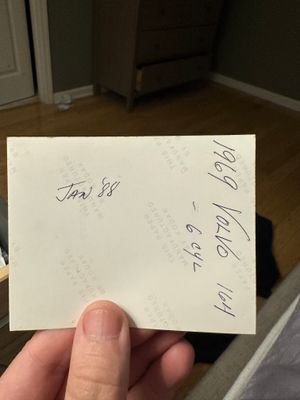 JAN '88
1969 VOLVO 164
= 6 CYL